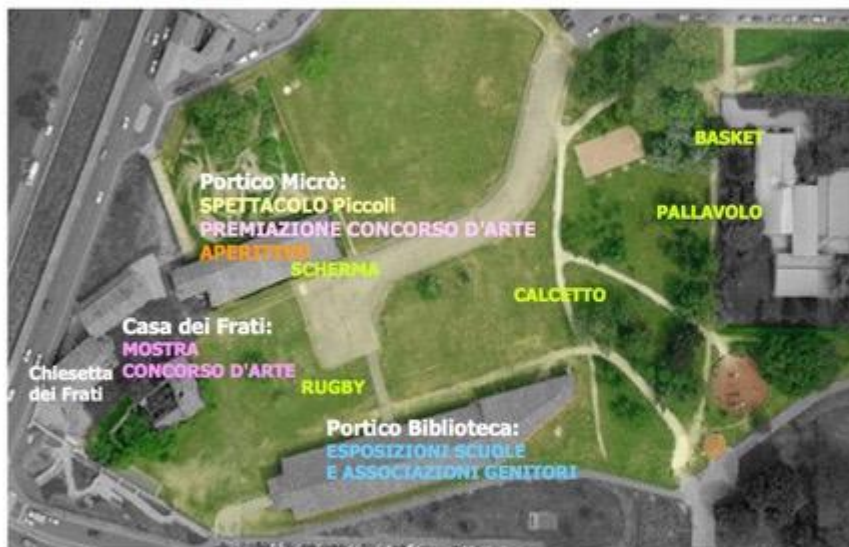 BASKET
Portico Micrò:
SPETTACOLO Piccoli
PREMIAZIONE CONCORSO D'ARTE
APERITIVO
PALLAVOLO
SCHERMA
CALCETTO
Casa dei Frati:
MOSTRA
CONCORSO D'ARTE
Chiesetta
dei Frati
RUGBY
Portico Biblioteca:
ESPOSIZIONI SCUOLE
E ASSOCIAZIONI GENITORI